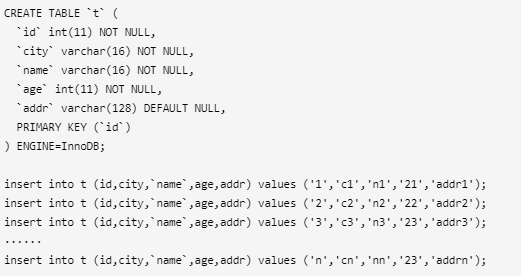 CREATE TABLE `t` (
`id` int(11) NOT NULL,
`city` varchar(16) NOT NULL,
`name` varchar(16) NOT NULL,
`age` int(11) NOT NULL,
`addr` varchar(128) DEFAULT NULL,
PRIMARY KEY (`id`)
) ENGINE=InnoDB;
insert into t (id,city,`name`,age,addr) values ('1','c1','n1','21','addr1');
insert into t (id,city,`name`,age,addr) values ('2','c2','n2','22','addr2');
insert into t (id,city,`name`,age,addr) values ('3','c3','n3','23','addr3');
......
insert into t (id,city,`name`,age,addr) values ('n','cn','nn','23','addrn');